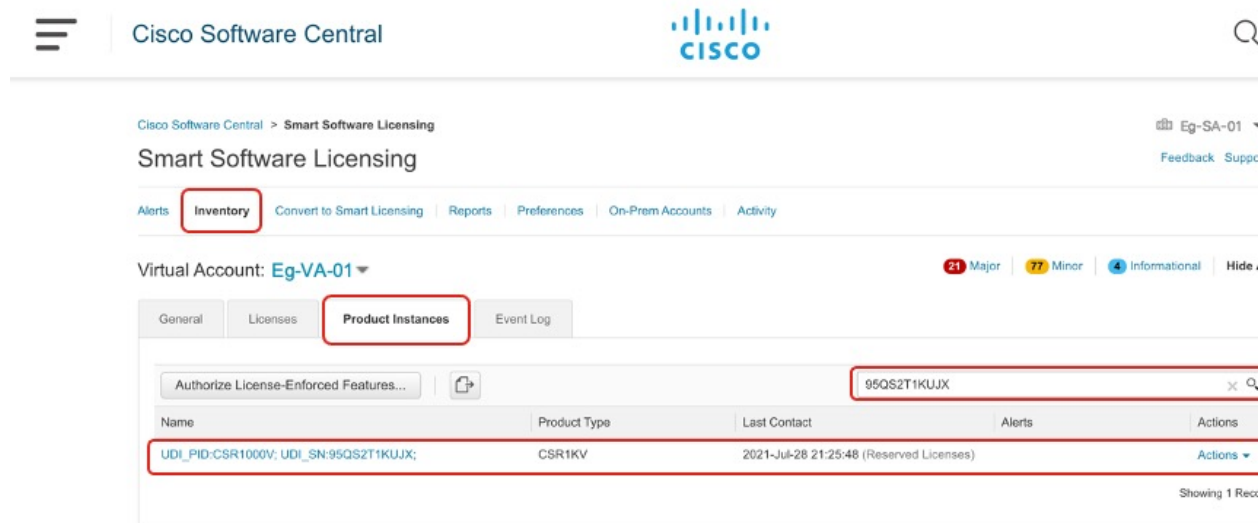 Cisco Software Central
CISCO
Cisco Software Central > Smart Software Licensing
Eg-SA-01
Smart Software Licensing
Feedback
Alerts Inventory Convert to Smart Licensing Reports Preferences On-Prem Accounts Activity
Virtual Account: Eg-VA-01
21 Major 77 Minor 4 Informational Hide
General Licenses Product Instances Event Log
Authorize License-Enforced Features...
95QS2T1KUJX
Name Product Type Last Contact Alerts Actions
UDI_PID:CSR1000V; UDI_SN:95QS2T1KUJX; CSR1KV 2021-Jul-28 21:25:48 (Reserved Licenses) Actions
Showing 1